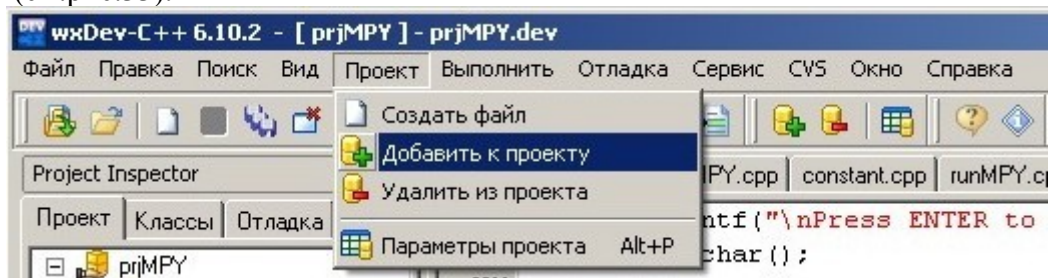 wxDev-C++ 6.10.2 - [ prjMPY ] - prjMPY.dev
Файл Правка Поиск Вид Проект Выполнить Отладка Сервис CVS Окно Справка
Создать файл
Добавить к проекту
Удалить из проекта
Параметры проекта Alt+P
Project Inspector
Проект Классы Отладка
prjMPY
MPY.cpp constant.cpp runMPY.cp
ntf("\nPress ENTER to
char();